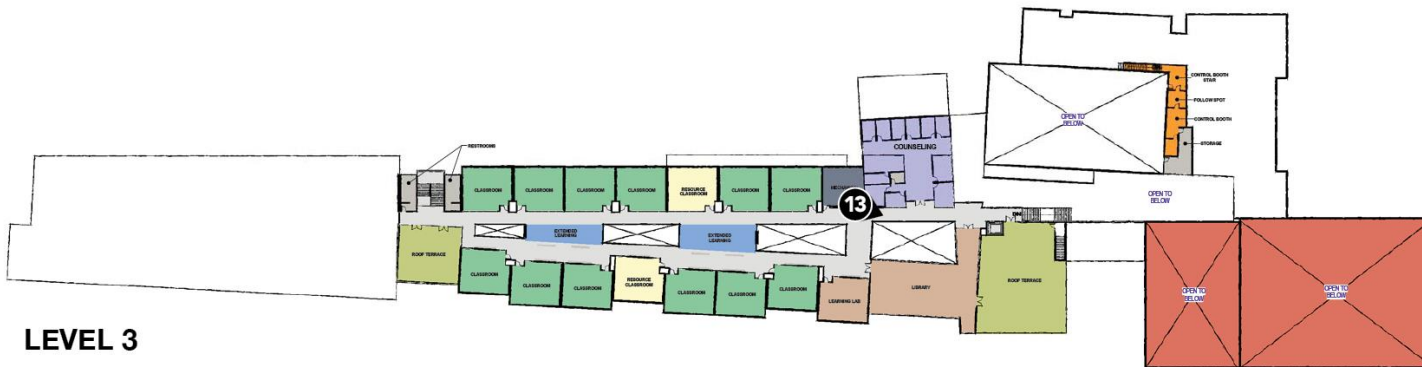 CONTROL BOOTH
STAIR
FOLLOW SPOT
CONTROL BOOTH
STORAGE
OPEN TO
BELOW
COUNSELING
RESTROOMS
CLASSROOM
CLASSROOM
CLASSROOM
CLASSROOM
RESOURCE
CLASSROOM
CLASSROOM
CLASSROOM
13
OPEN TO
BELOW
EXTENDED
LEARNING
EXTENDED
LEARNING
ROOF TERRACE
CLASSROOM
CLASSROOM
CLASSROOM
RESOURCE
CLASSROOM
CLASSROOM
CLASSROOM
CLASSROOM
LEARNING LAB
LIBRARY
ROOF TERRACE
OPEN TO
BELOW
OPEN TO
BELOW
LEVEL 3